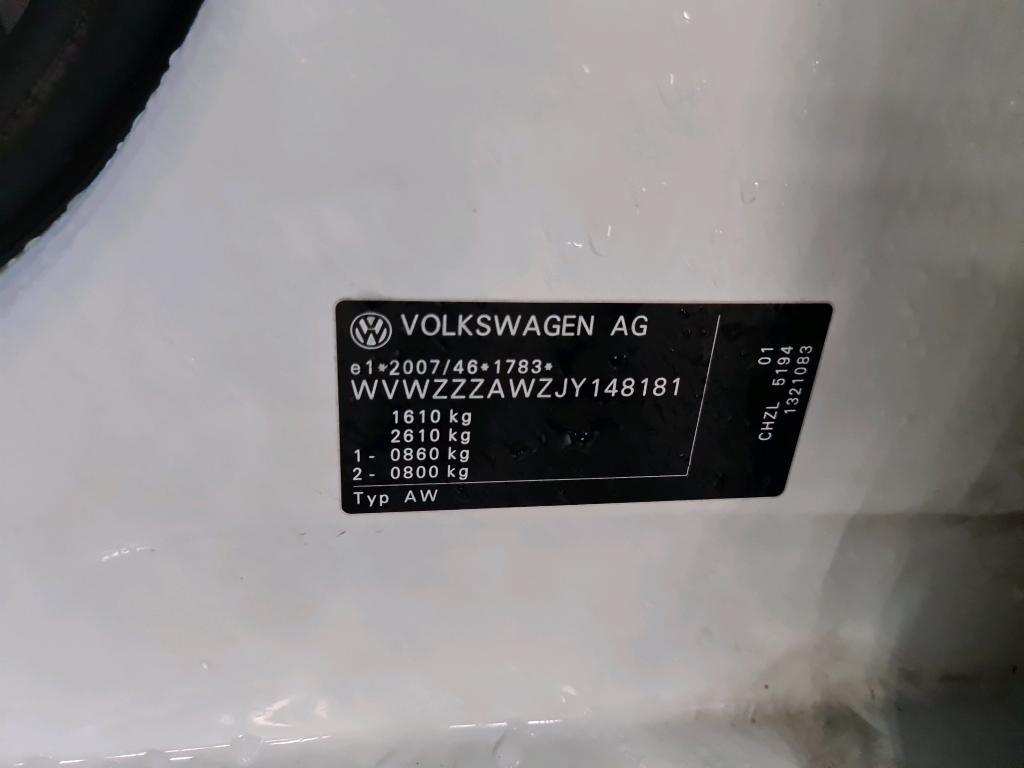 VOLKSWAGEN AG
e1*2007/46*1783*
WVWZZZAWZJY148181
1610 kg
2610 kg
1- 0860 kg
2- 0800 kg
Typ AW
01
CHZL 5194
1321083